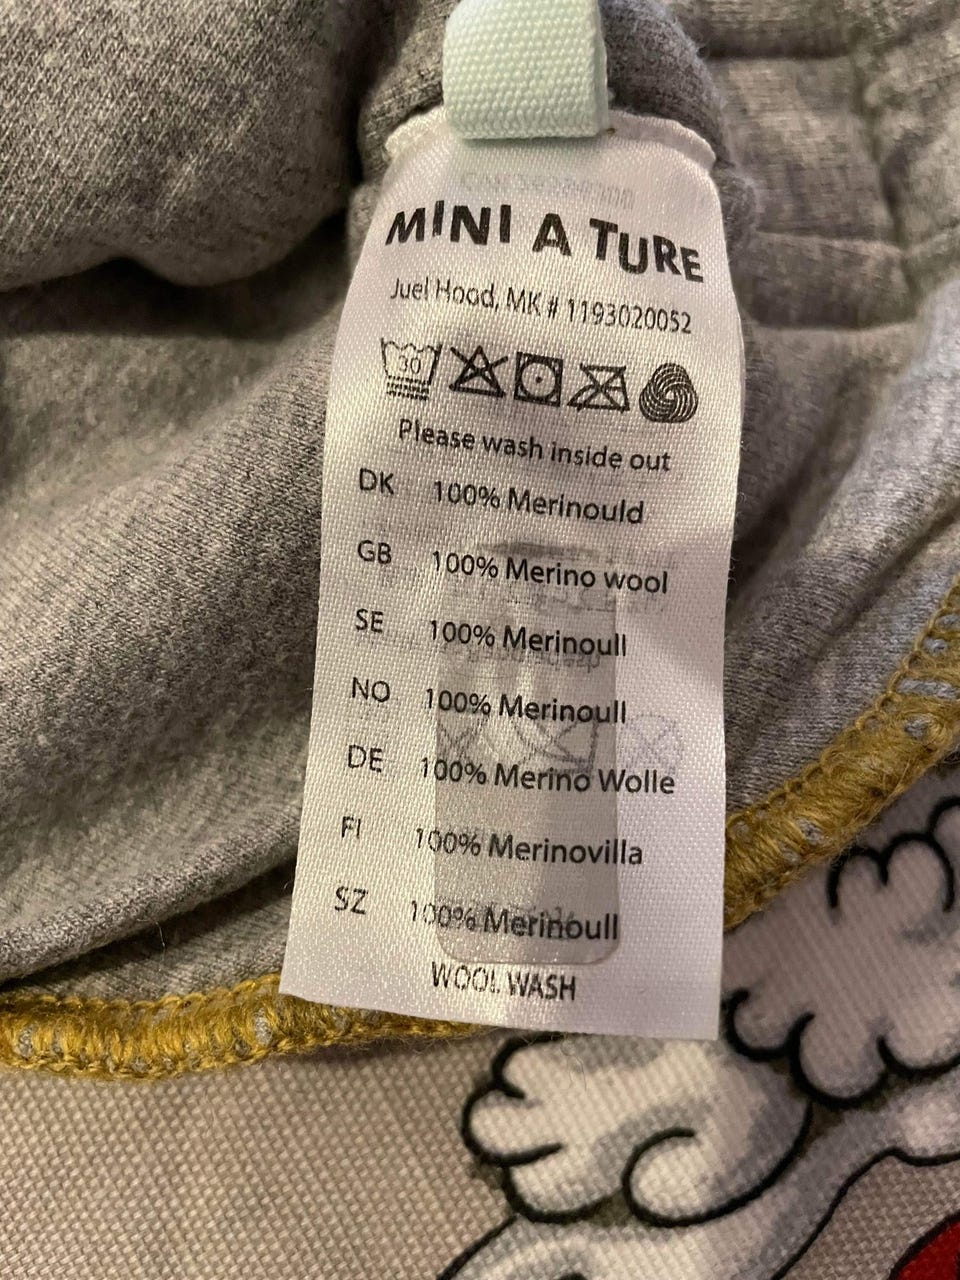 MINI A TURE
Juel Hood, MK # 1193020052
30
Please wash inside out
DK 100% Merinould
GB 100% Merino wool
SE 100% Merinoull
NO 100% Merinoull
DE 100% Merino Wolle
FI 100% Merinovilla
SZ 100% Merinoull
WOOL WASH